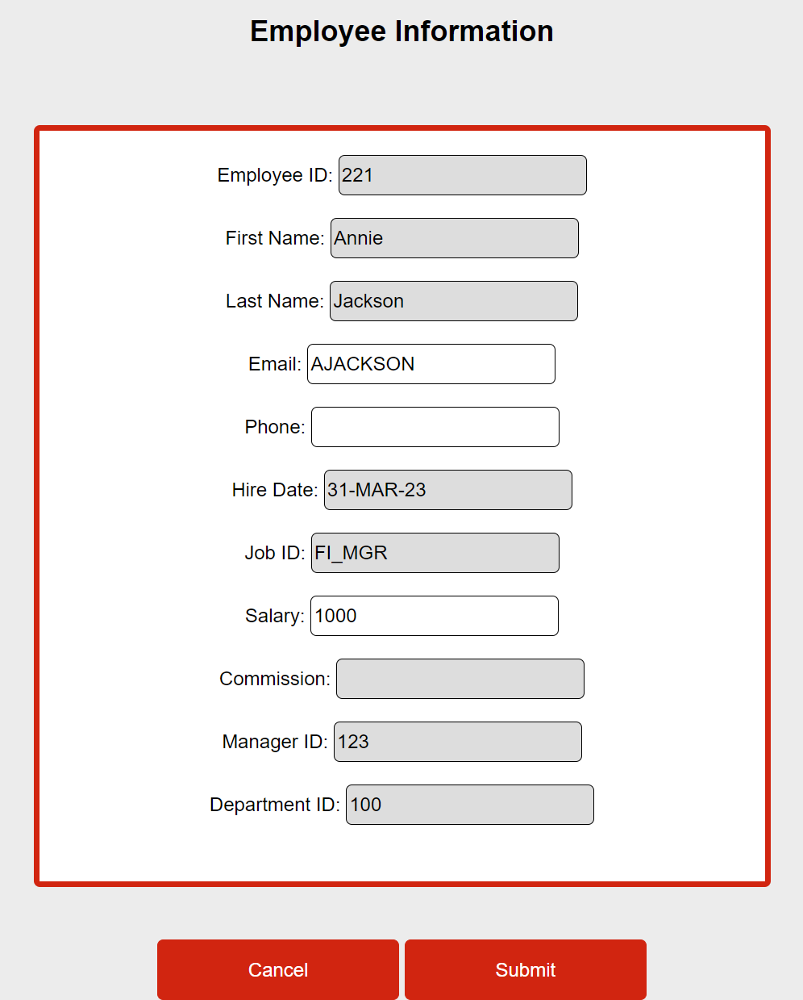 Employee Information
Employee ID: 221
First Name: Annie
Last Name: Jackson
Email: AJACKSON
Phone:
Hire Date: 31-MAR-23
Job ID: FI_MGR
Salary: 1000
Commission:
Manager ID: 123
Department ID: 100
Cancel Submit